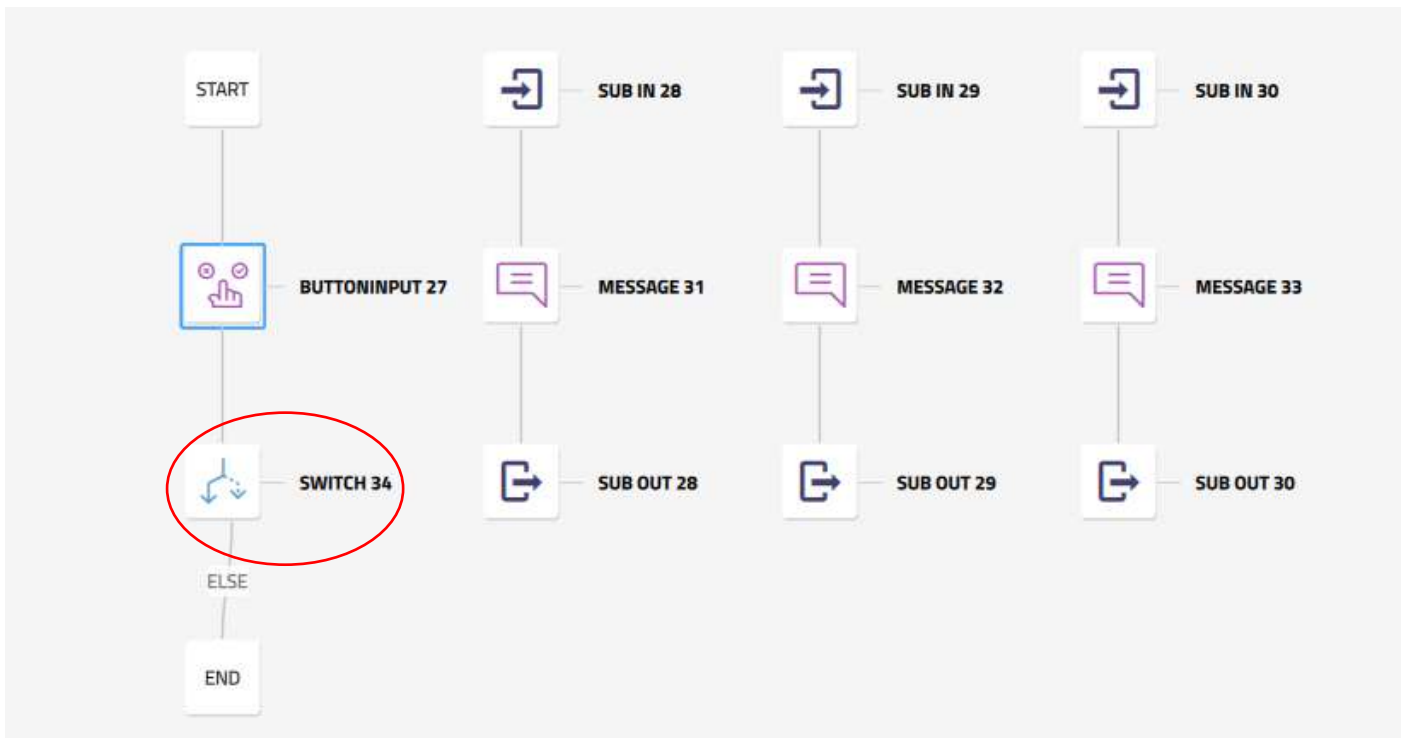 START
SUB IN 28
SUB IN 29
SUB IN 30
BUTTONINPUT 27
MESSAGE 31
MESSAGE 32
MESSAGE 33
SWITCH 34
SUB OUT 28
SUB OUT 29
SUB OUT 30
ELSE
END